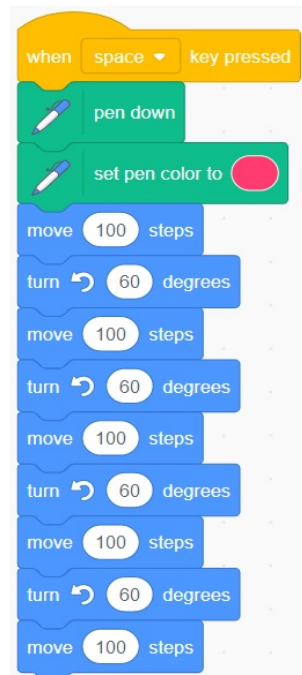 when space key pressed
pen down
set pen color to
move 100 steps
turn 60 degrees
move 100 steps
turn 60 degrees
move 100 steps
turn 60 degrees
move 100 steps
turn 60 degrees
move 100 steps